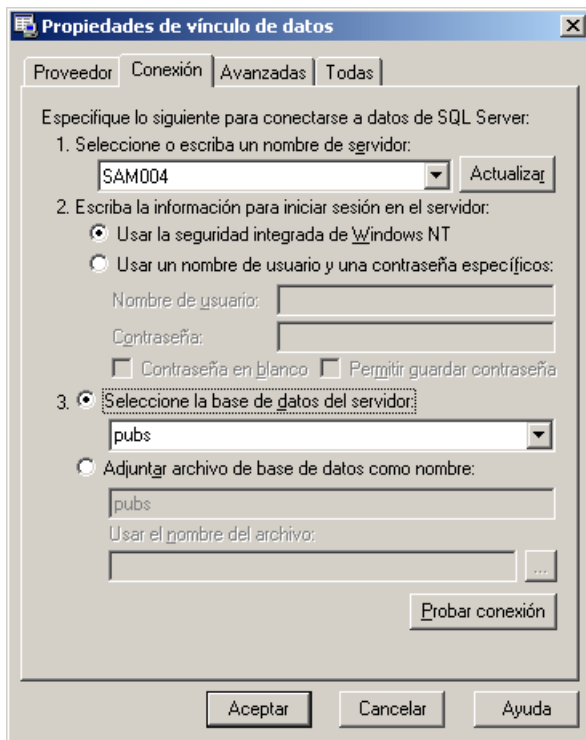 Propiedades de vínculo de datos
Proveedor Conexión Avanzadas Todas
Especifique lo siguiente para conectarse a datos de SQL Server:
1. Seleccione o escriba un nombre de servidor:
SAM004 Actualizar
2. Escriba la información para iniciar sesión en el servidor:
Usar la seguridad integrada de Windows NT
Usar un nombre de usuario y una contraseña específicos:
Nombre de usuario:
Contraseña:
Contraseña en blanco Permitir guardar contraseña
3. Seleccione la base de datos del servidor:
pubs
Adjuntar archivo de base de datos como nombre:
pubs
Usar el nombre del archivo:
...
Probar conexión
Aceptar Cancelar Ayuda